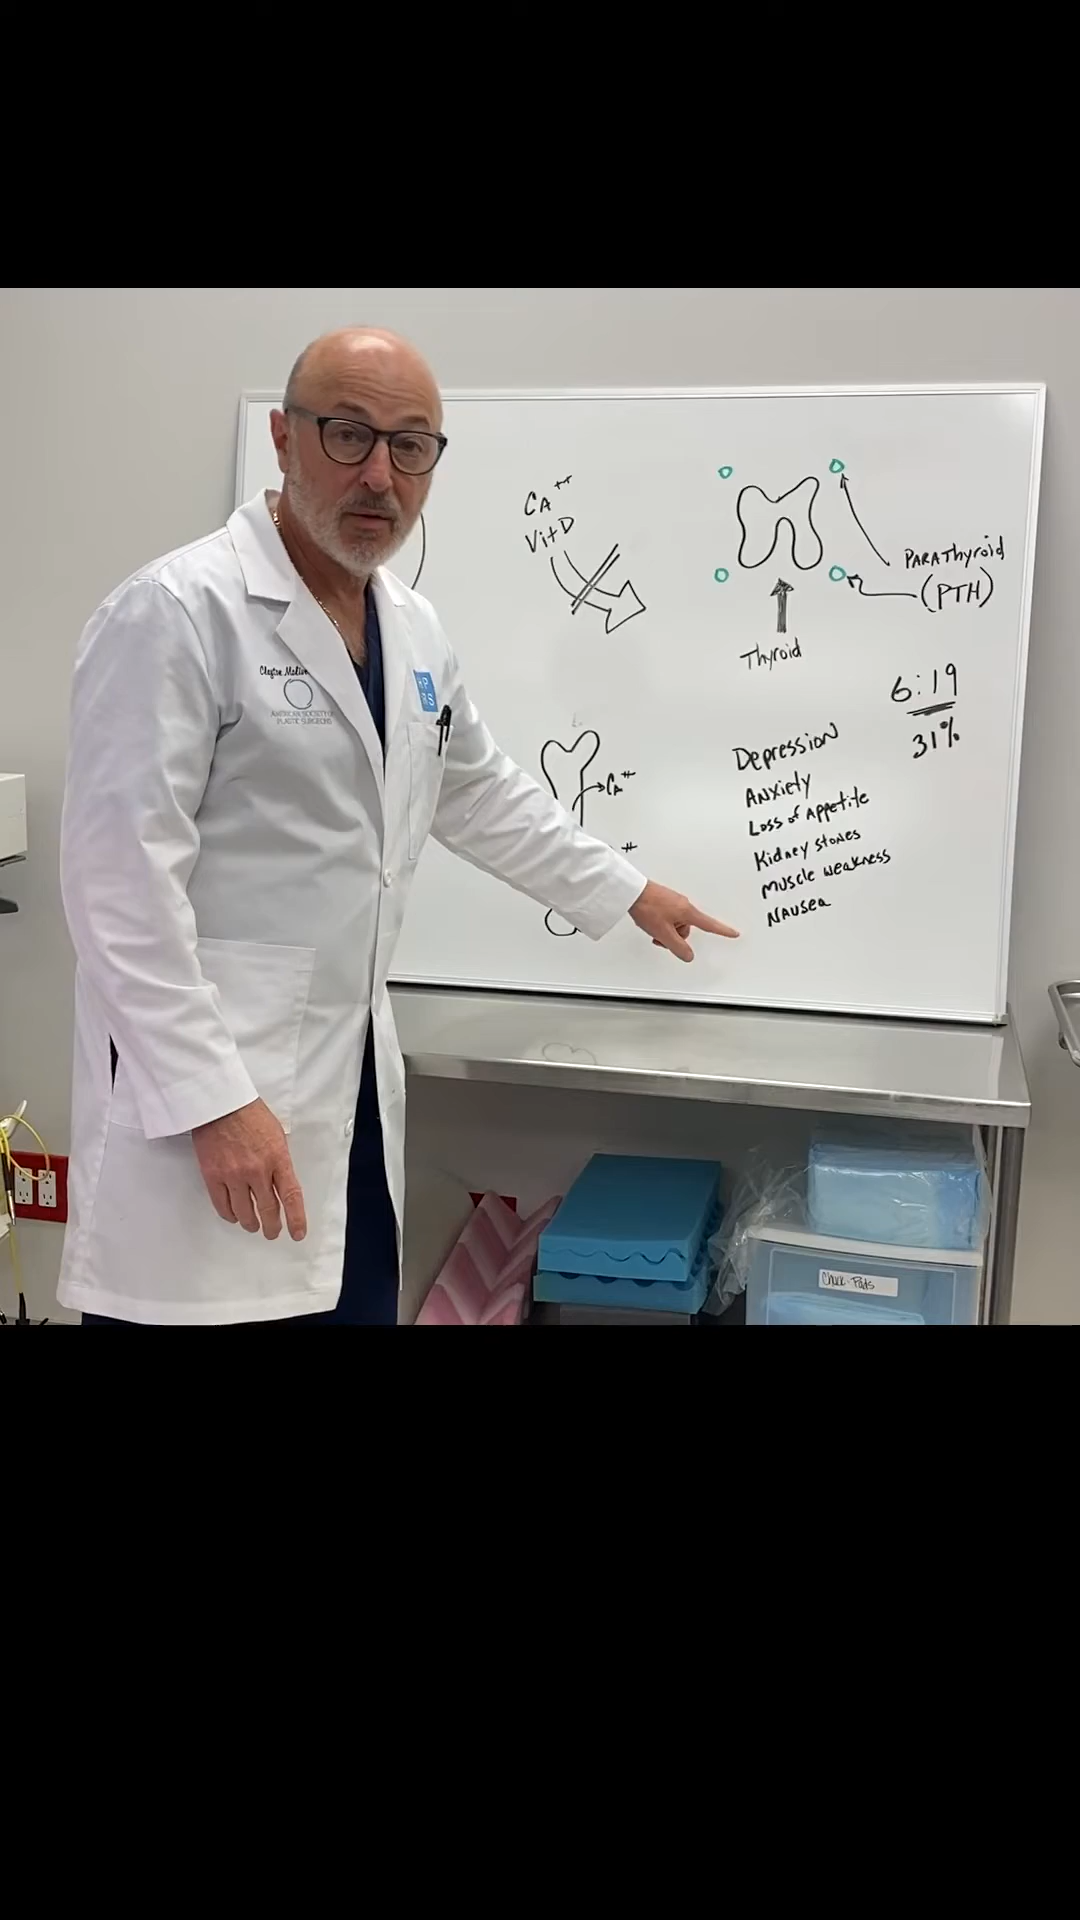 CA++
Vit D
PARAthyroid
(PTH)
Thyroid
6:19
31%
Depression
ANxiety
Loss of Appetite
Kidney stones
Muscle weakness
NAusea
CA++
++
Clayton
AMERICAN SOCIETY OF
PLASTIC SURGEONS
Chuck-Pads